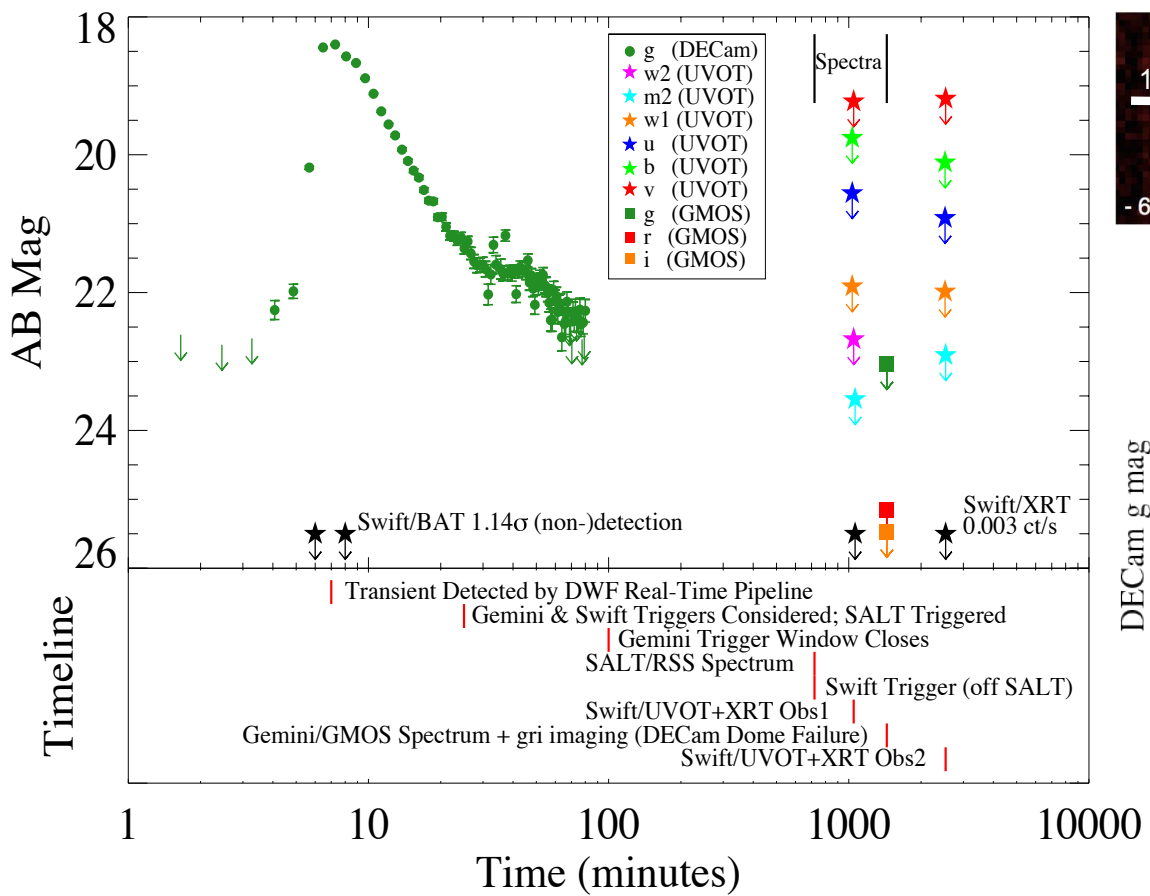 18
20
22
24
26
AB Mag
g (DECam)
w2 (UVOT)
m2 (UVOT)
w1 (UVOT)
u (UVOT)
b (UVOT)
v (UVOT)
g (GMOS)
r (GMOS)
i (GMOS)
Spectra
Swift/BAT 1.14σ (non-)detection
Swift/XRT
0.003 ct/s
Timeline
Transient Detected by DWF Real-Time Pipeline
Gemini & Swift Triggers Considered; SALT Triggered
Gemini Trigger Window Closes
SALT/RSS Spectrum
Swift Trigger (off SALT)
Swift/UVOT+XRT Obs1
Gemini/GMOS Spectrum + gri imaging (DECam Dome Failure)
Swift/UVOT+XRT Obs2
1 10 100 1000 10000
Time (minutes)
1
- 6
DECam g mag